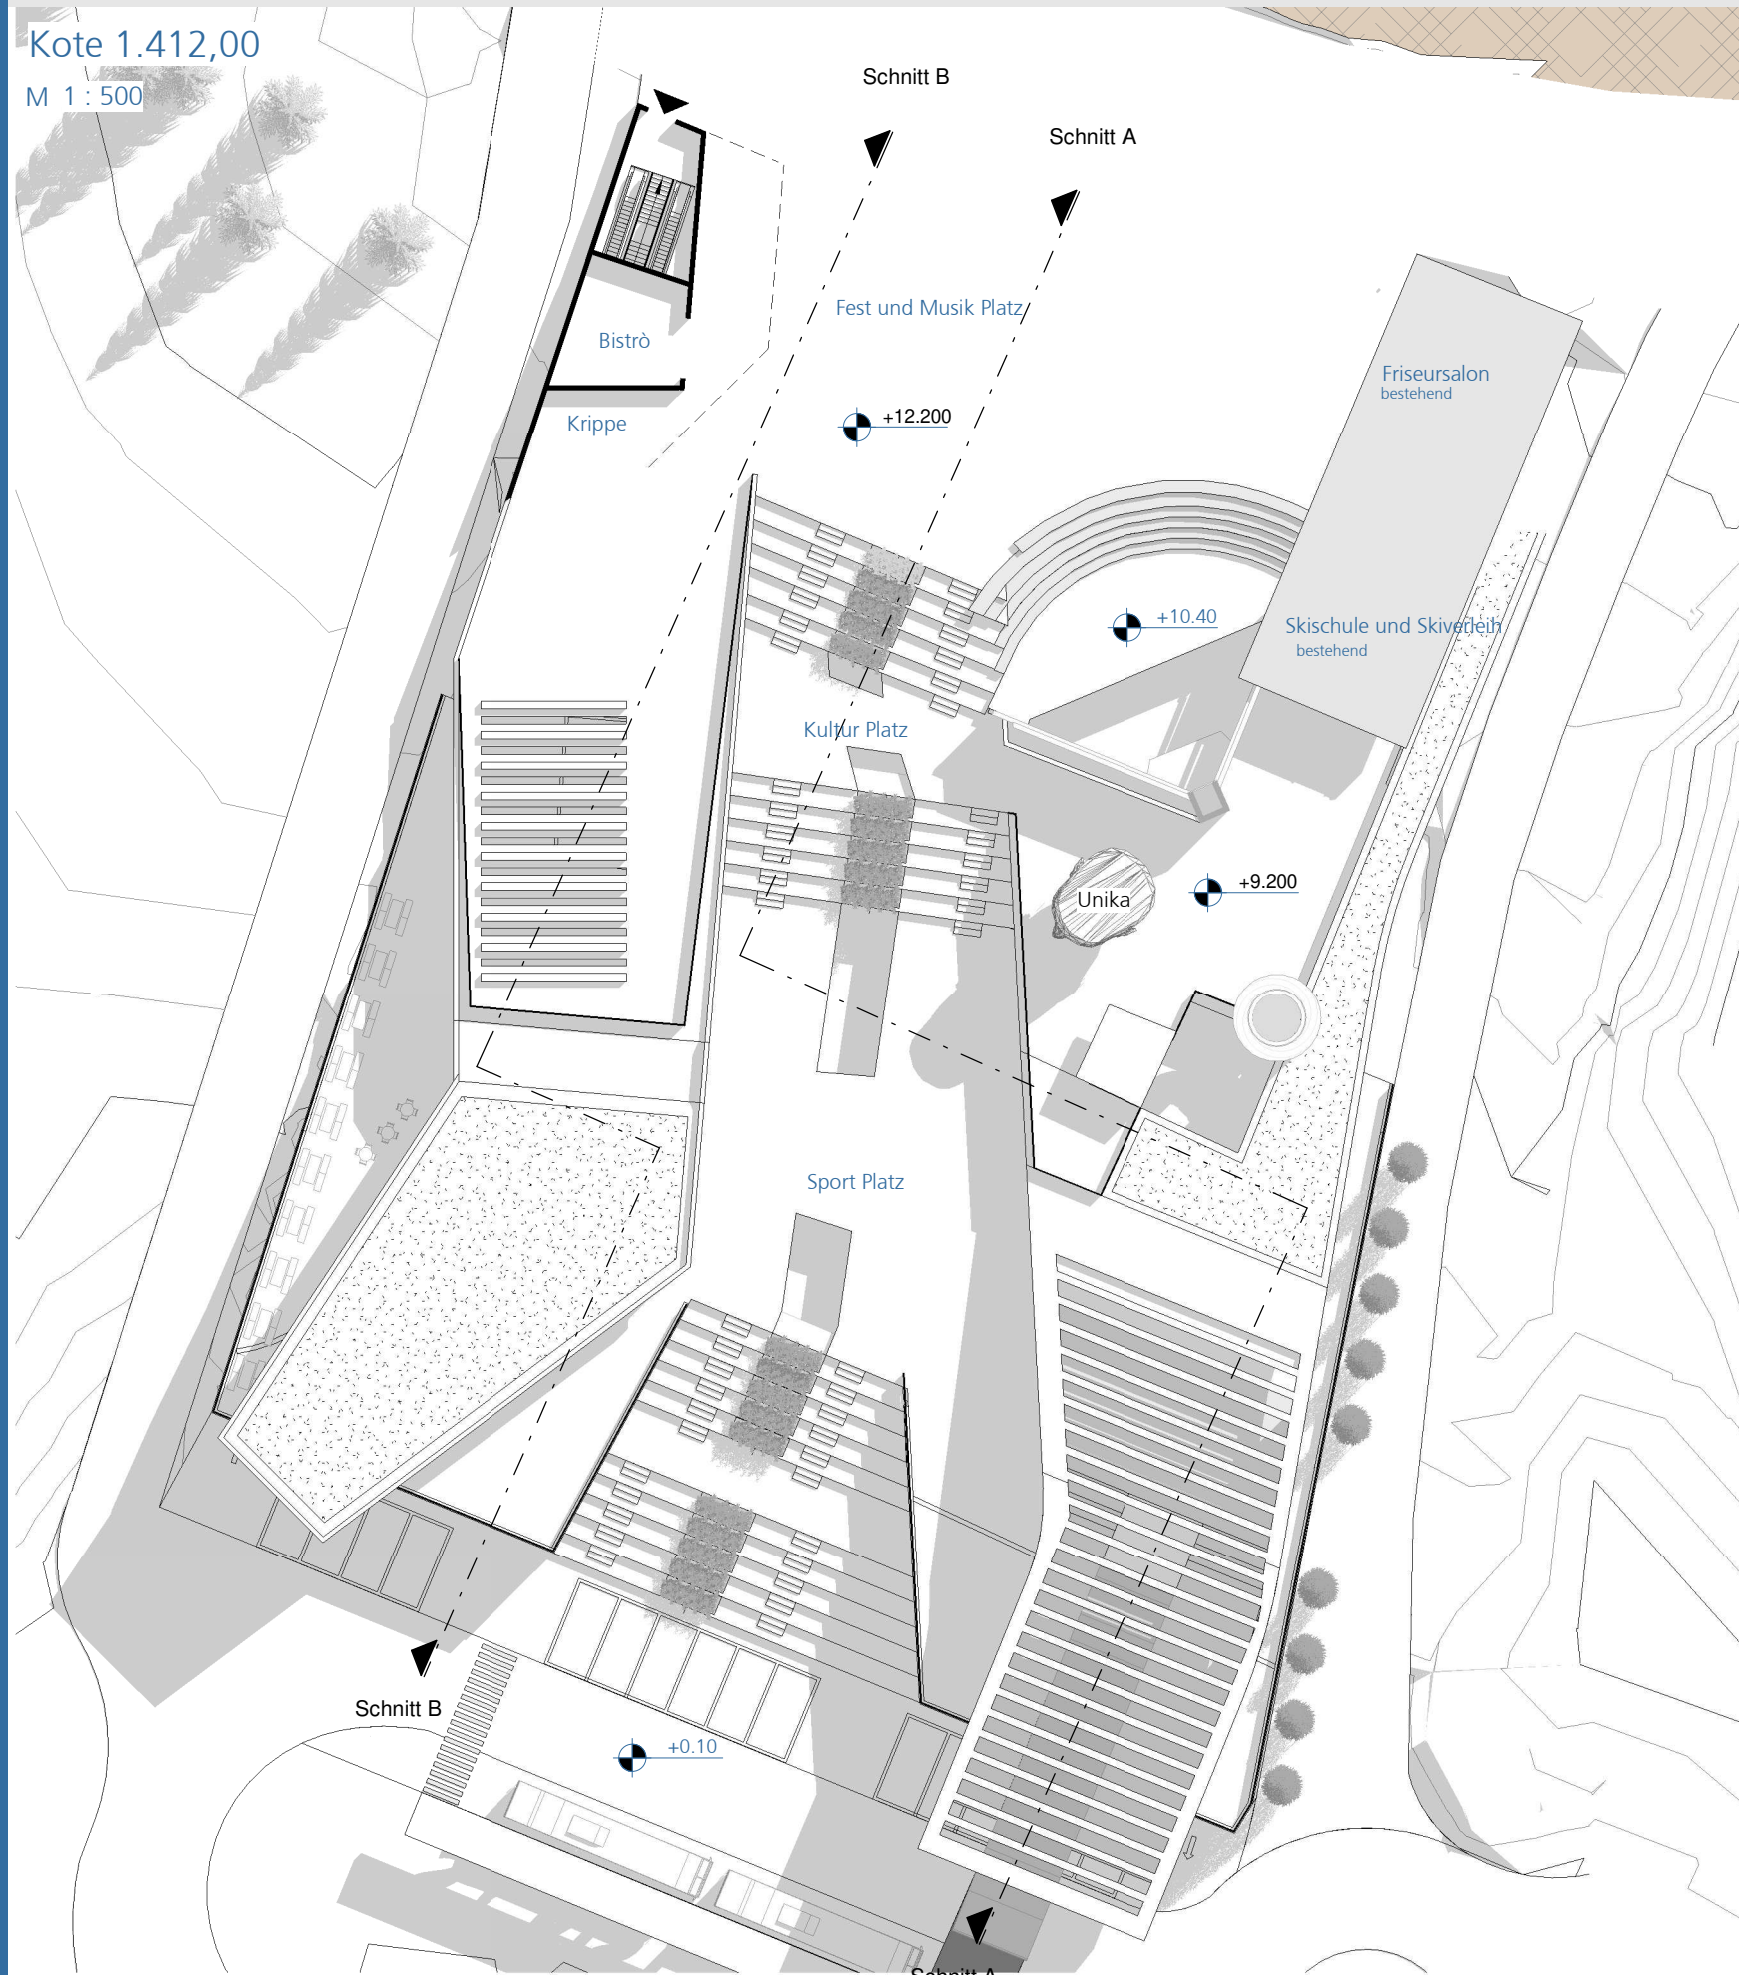 Kote 1.412,00
M 1 : 500
Schnitt B
Schnitt A
Fest und Musik Platz
Bistrò
Krippe
+12.200
Friseursalon
bestehend
+10.40
Skischule und Skiverleih
bestehend
Kultur Platz
Unika
+9.200
Sport Platz
Schnitt B
+0.10
Schnitt A